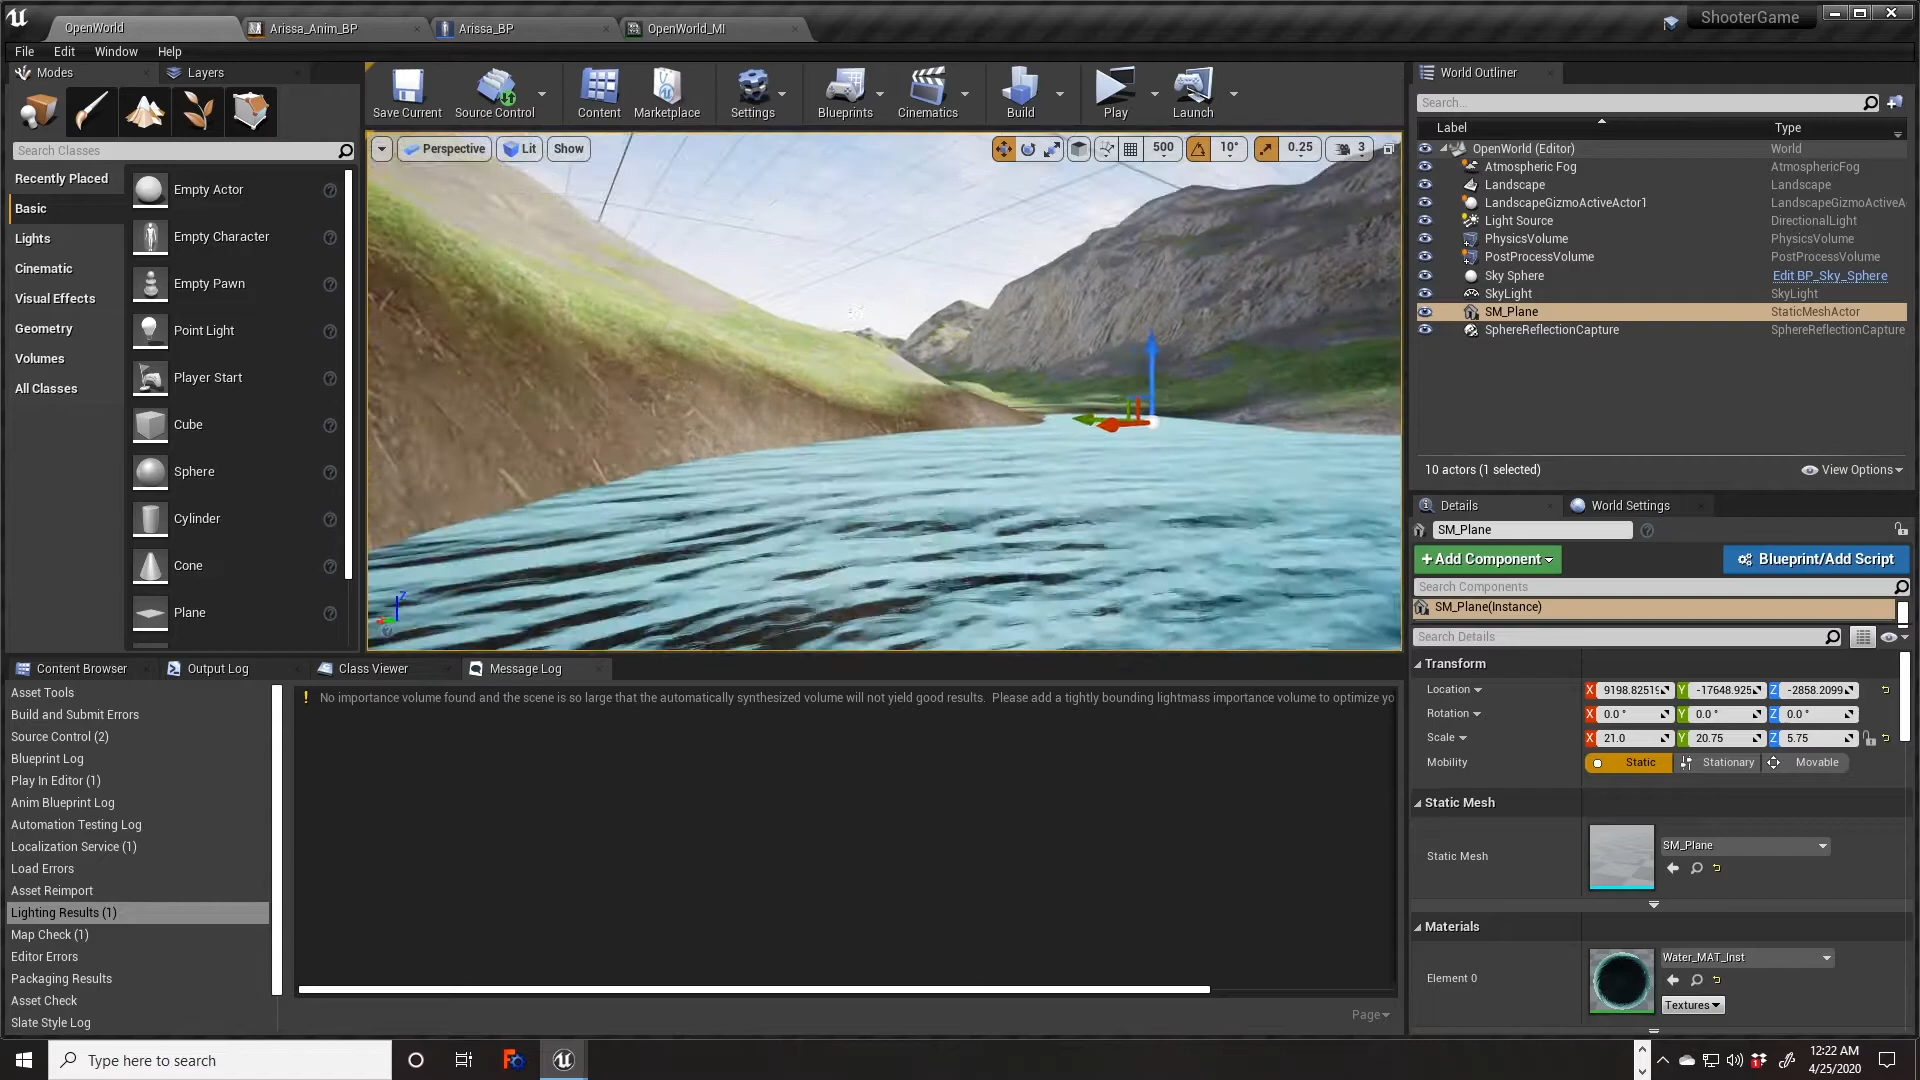 OpenWorld
Arissa_Anim_BP
Arissa_BP
OpenWorld_MI
ShooterGame
File Edit Window Help
Modes
Layers
Search Classes
Recently Placed
Basic
Lights
Cinematic
Visual Effects
Geometry
Volumes
All Classes
Empty Actor
Empty Character
Empty Pawn
Point Light
Player Start
Cube
Sphere
Cylinder
Cone
Plane
Save Current
Source Control
Content
Marketplace
Settings
Blueprints
Cinematics
Build
Play
Launch
Perspective
Lit
Show
500
10°
0.25
3
Z
World Outliner
Search...
Label Type
OpenWorld (Editor) World
Atmospheric Fog AtmosphericFog
Landscape Landscape
LandscapeGizmoActiveActor1 LandscapeGizmoActiveA
Light Source DirectionalLight
PhysicsVolume PhysicsVolume
PostProcessVolume PostProcessVolume
Sky Sphere Edit BP_Sky_Sphere
SkyLight SkyLight
SM_Plane StaticMeshActor
SphereReflectionCapture SphereReflectionCapture
10 actors (1 selected)
View Options
Details
World Settings
SM_Plane
+Add Component
Blueprint/Add Script
Search Components
SM_Plane(Instance)
Search Details
Transform
Location X 9198.82519 Y -17648.925 Z -2858.2099
Rotation X 0.0 ° Y 0.0 ° Z 0.0 °
Scale X 21.0 Y 20.75 Z 5.75
Mobility Static Stationary Movable
Static Mesh
Static Mesh
SM_Plane
Materials
Element 0
Water_MAT_Inst
Textures
Content Browser
Output Log
Class Viewer
Message Log
Asset Tools
Build and Submit Errors
Source Control (2)
Blueprint Log
Play In Editor (1)
Anim Blueprint Log
Automation Testing Log
Localization Service (1)
Load Errors
Asset Reimport
Lighting Results (1)
Map Check (1)
Editor Errors
Packaging Results
Asset Check
Slate Style Log
No importance volume found and the scene is so large that the automatically synthesized volume will not yield good results. Please add a tightly bounding lightmass importance volume to optimize yo
Page
Type here to search
12:22 AM
4/25/2020